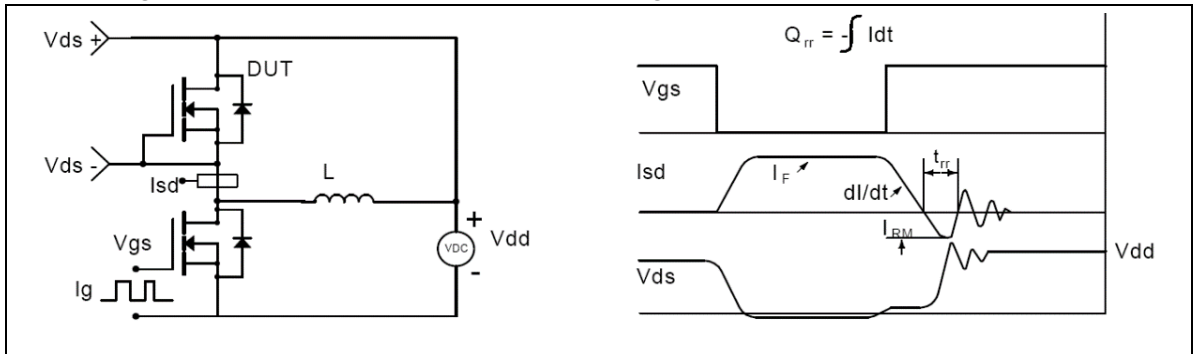 Vds +
DUT
Vds -
Isd
L
Vgs
Ig
+
VDC
-
Vdd
Q rr = -∫ Idt
Vgs
Isd
I F
dI/dt
t rr
I RM
Vdd
Vds